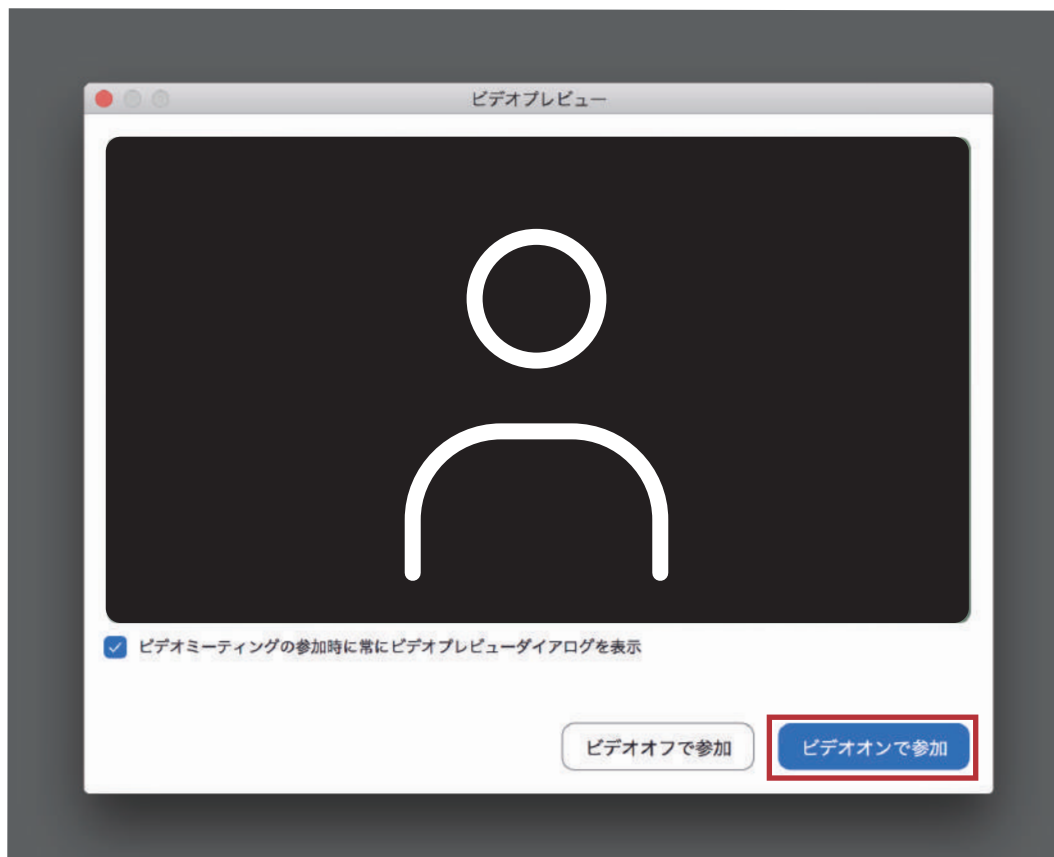 ビデオプレビュー
ビデオミーティングの参加時に常にビデオプレビューダイアログを表示
ビデオオフで参加
ビデオオンで参加